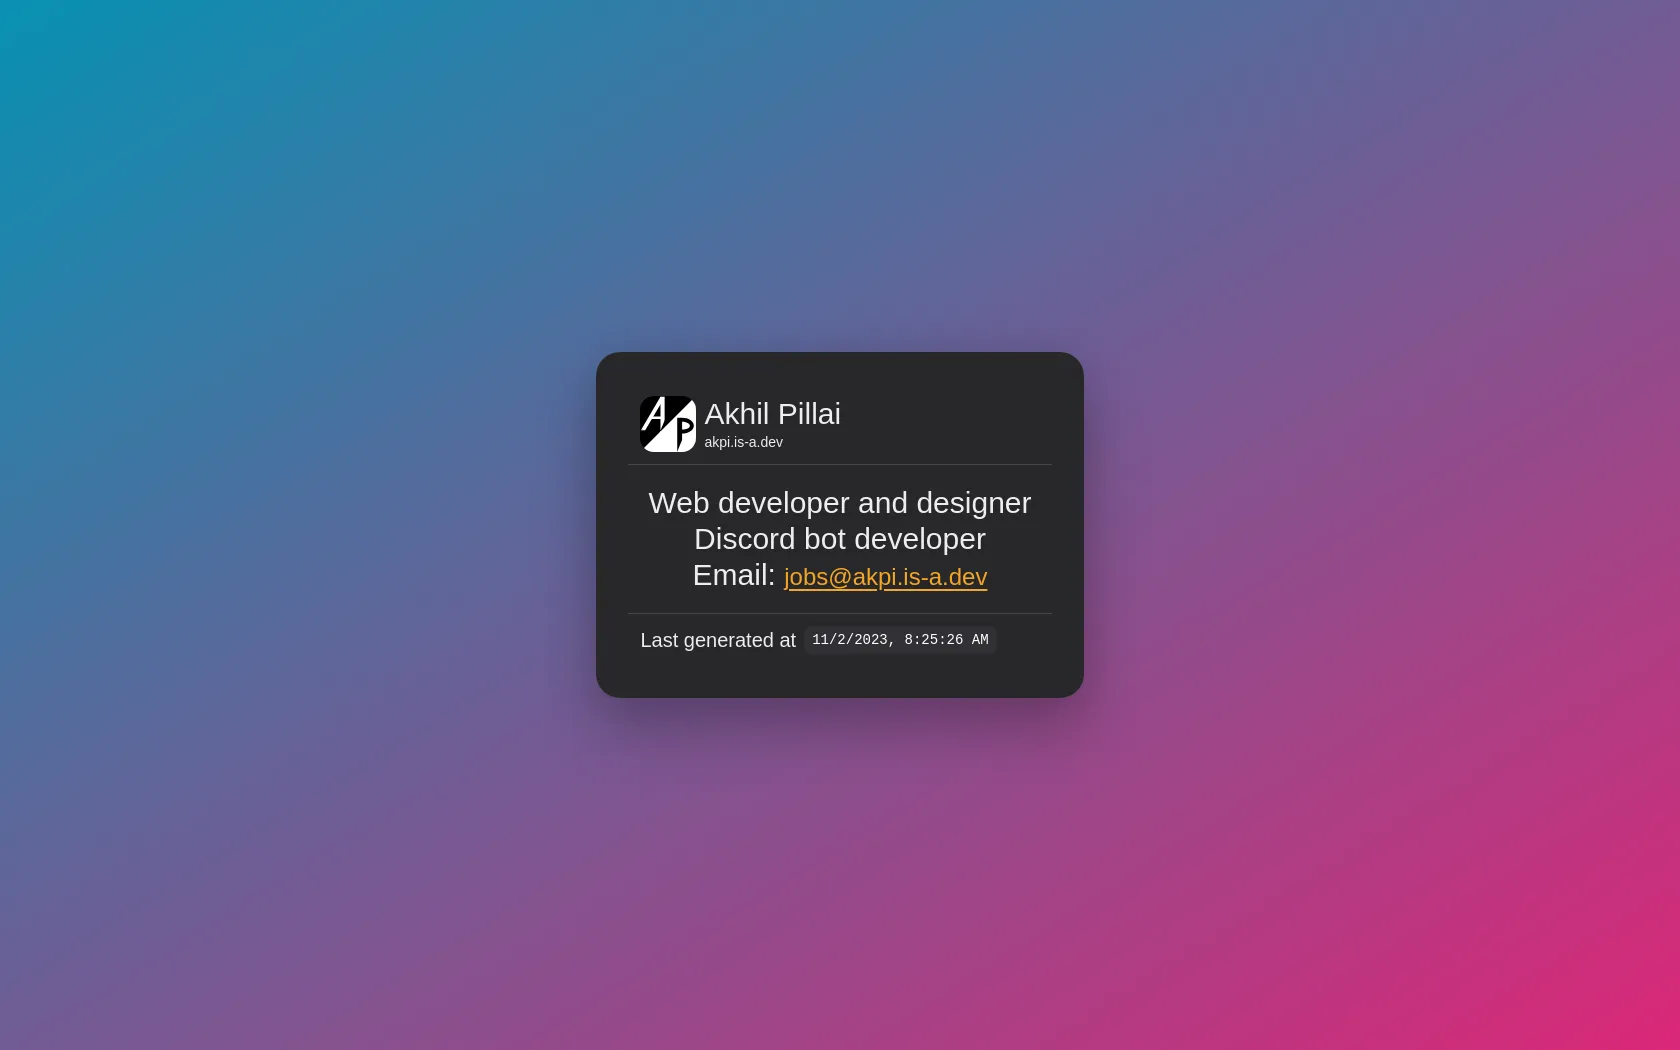 AP
Akhil Pillai
akpi.is-a.dev
Web developer and designer
Discord bot developer
Email: jobs@akpi.is-a.dev
Last generated at 11/2/2023, 8:25:26 AM